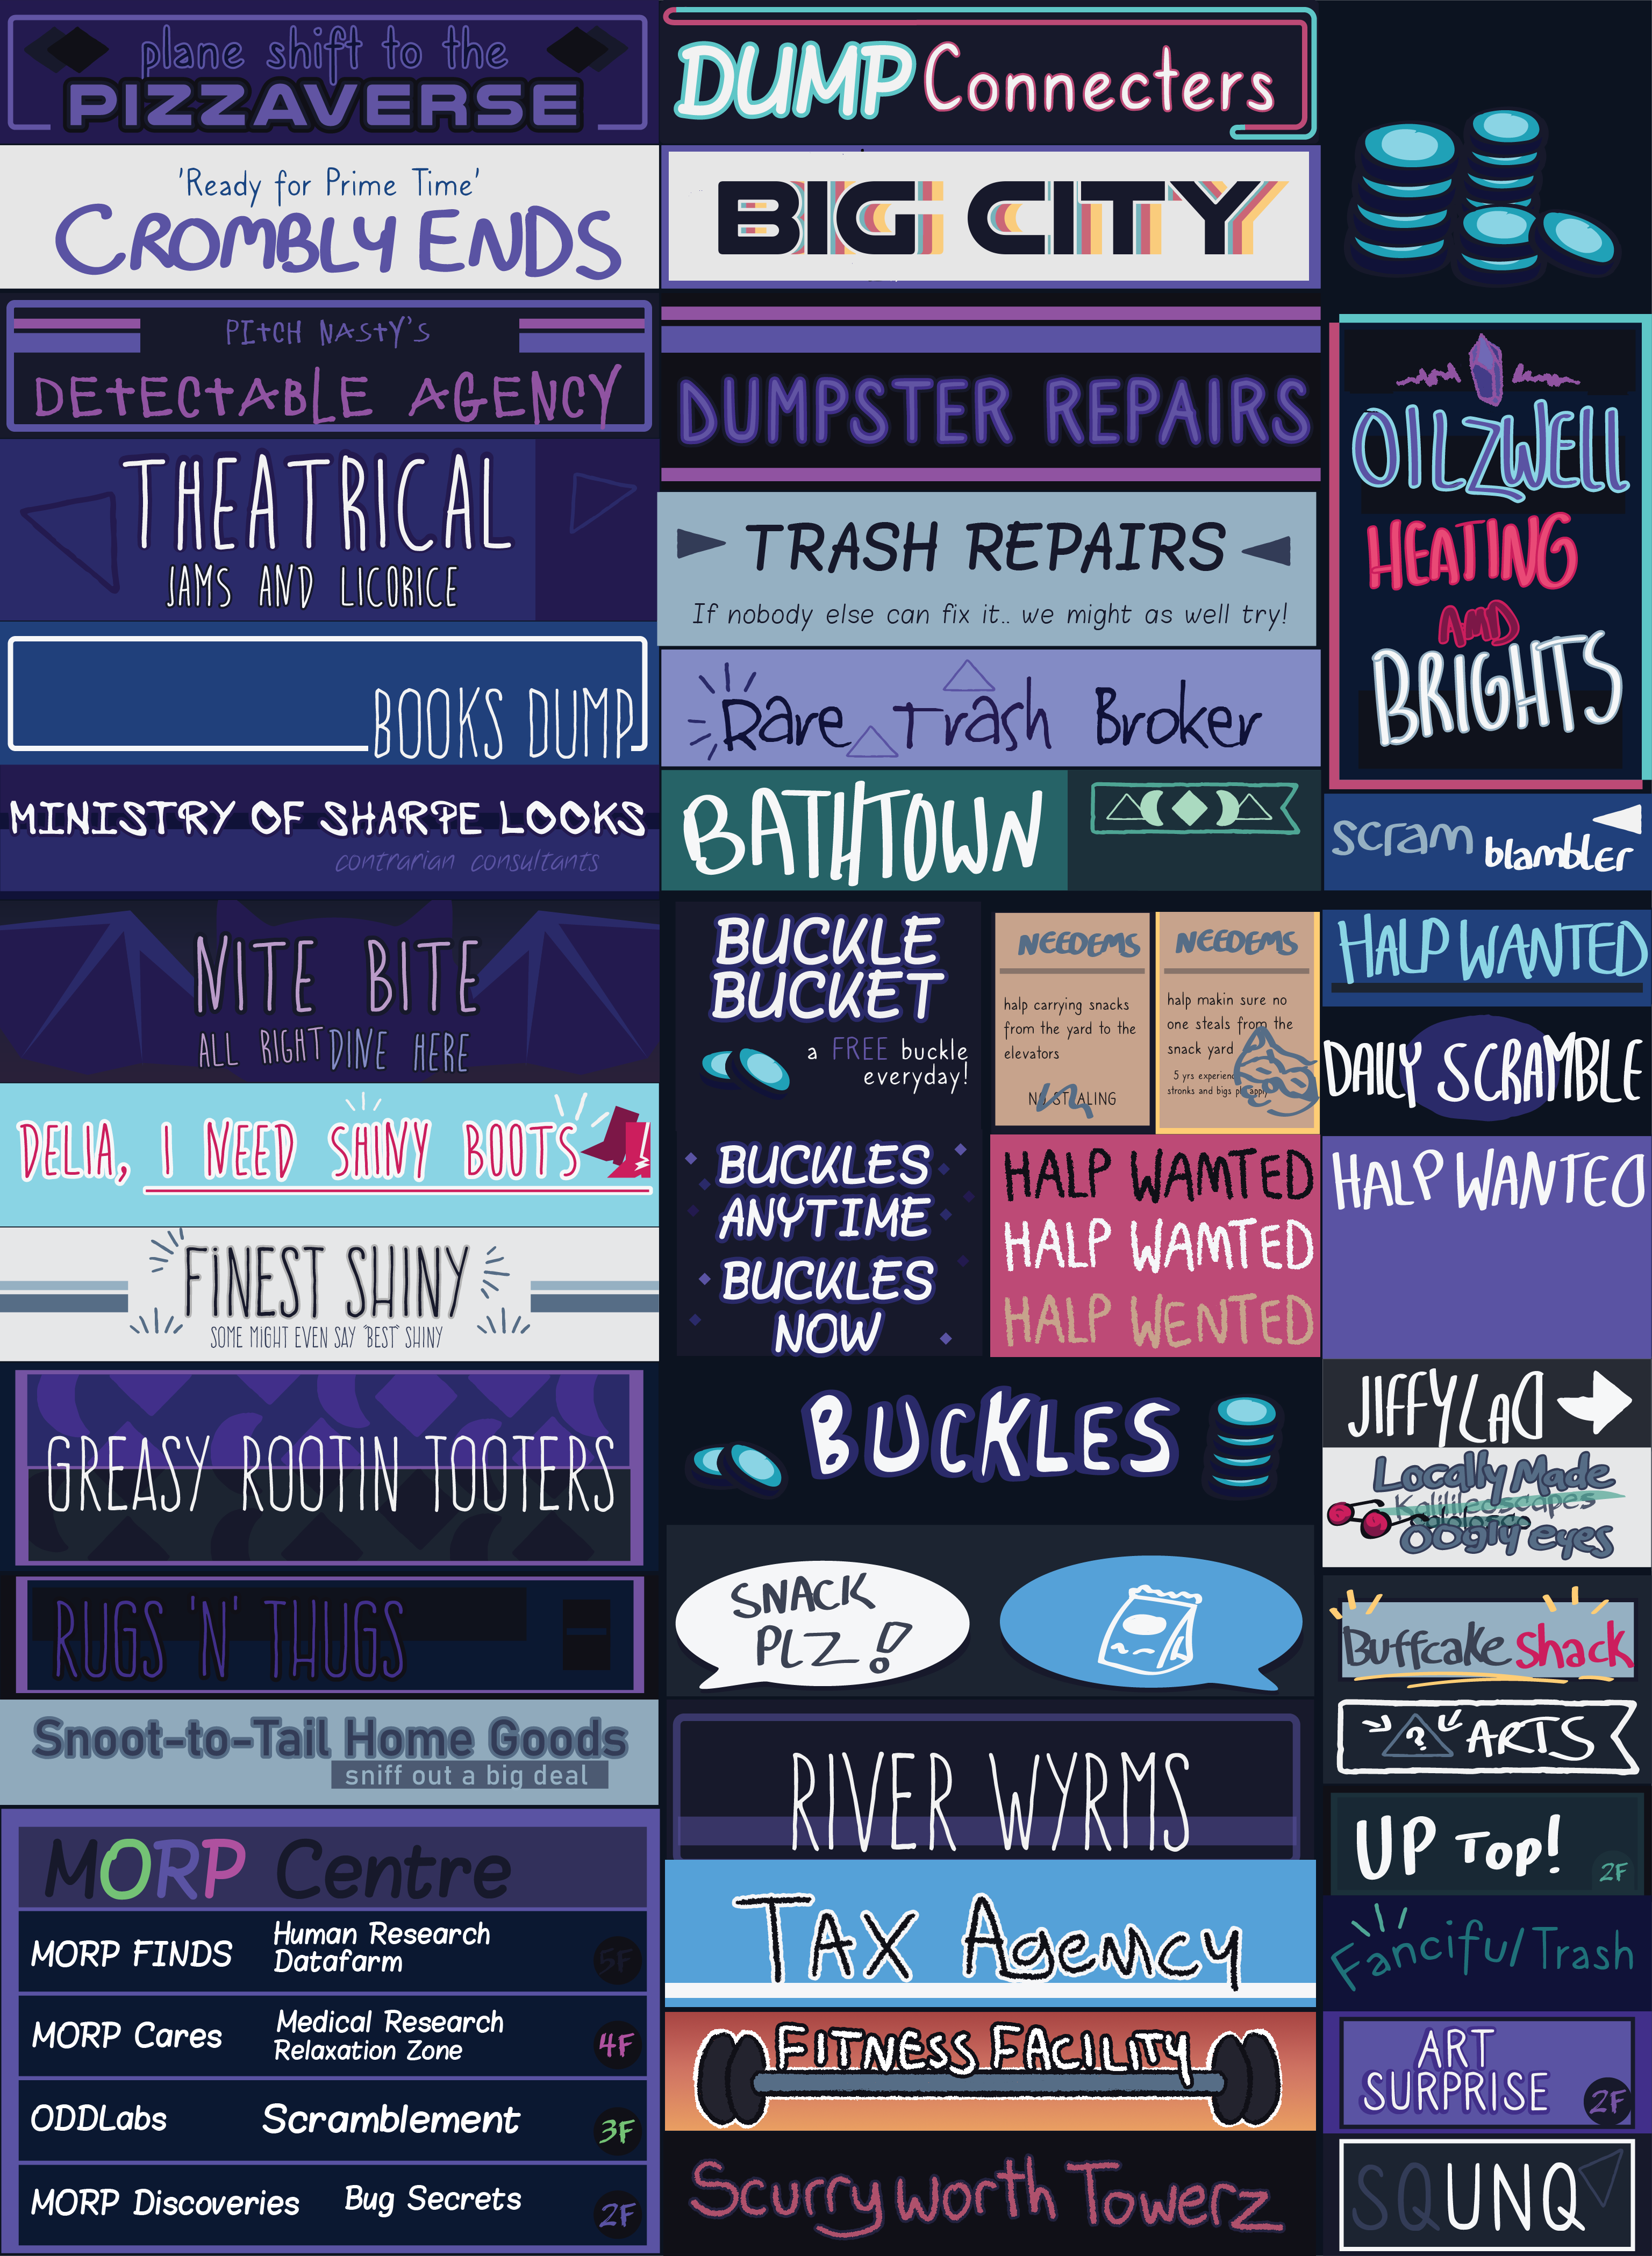 plane shift to the
PIZZAVERSE
'Ready for Prime Time'
CROMBLY ENDS
PITCH NASTY'S
DETECTABLE AGENCY
THEATRICAL
JAMS AND LICORICE
BOOKS DUMP
MINISTRY OF SHARPE LOOKS
contrarian consultants
NITE BITE
ALL RIGHT DINE HERE
DELIA, I NEED SHINY BOOTS
FINEST SHINY
SOME MIGHT EVEN SAY 'BEST' SHINY
GREASY ROOTIN TOOTERS
RUGS 'N' THUGS
Snoot-to-Tail Home Goods
sniff out a big deal
MORP Centre
MORP FINDS Human Research
Datafarm
5F
MORP Cares Medical Research
Relaxation Zone
4F
ODDLabs Scramblement 3F
MORP Discoveries Bug Secrets 2F
DUMP Connecters
BIG CITY
DUMPSTER REPAIRS
TRASH REPAIRS
If nobody else can fix it.. we might as well try!
Rare Trash Broker
BATHTOWN
BUCKLE
BUCKET
a FREE buckle
everyday!
BUCKLES
ANYTIME
BUCKLES
NOW
NEEDEMS
half carrying snacks
from the yard to the
elevators
NO STEALING
NEEDEMS
halp makin sure no
one steals from the
snack yard
5 yrs experience
stronks and bigs plz apply
HALP WAMTED
HALP WAMTED
HALP WENTED
BUCKLES
SNACK
PLZ!
RIVER WYRMS
TAX Agency
FITNESS FACILITY
Scurryworth Towerz
OILZWELL
HEATING
AMD
BRIGHTS
scram blambler
HALP WANTED
DAILY SCRAMBLE
HALP WANTED
JIFFYLAD
Locally Made
Oogly eyes
Buffcake Shack
? ARTS
UP Top! 2F
Fanciful Trash
ART
SURPRISE 2F
SQUNQ